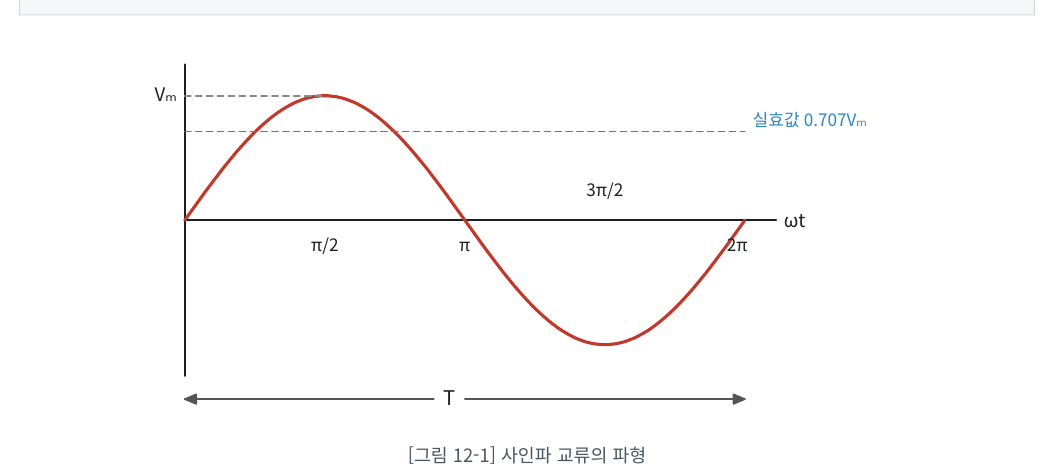 Vₘ
실효값 0.707Vₘ
3π/2
ωt
π/2
π
2π
T
[그림 12-1] 사인파 교류의 파형